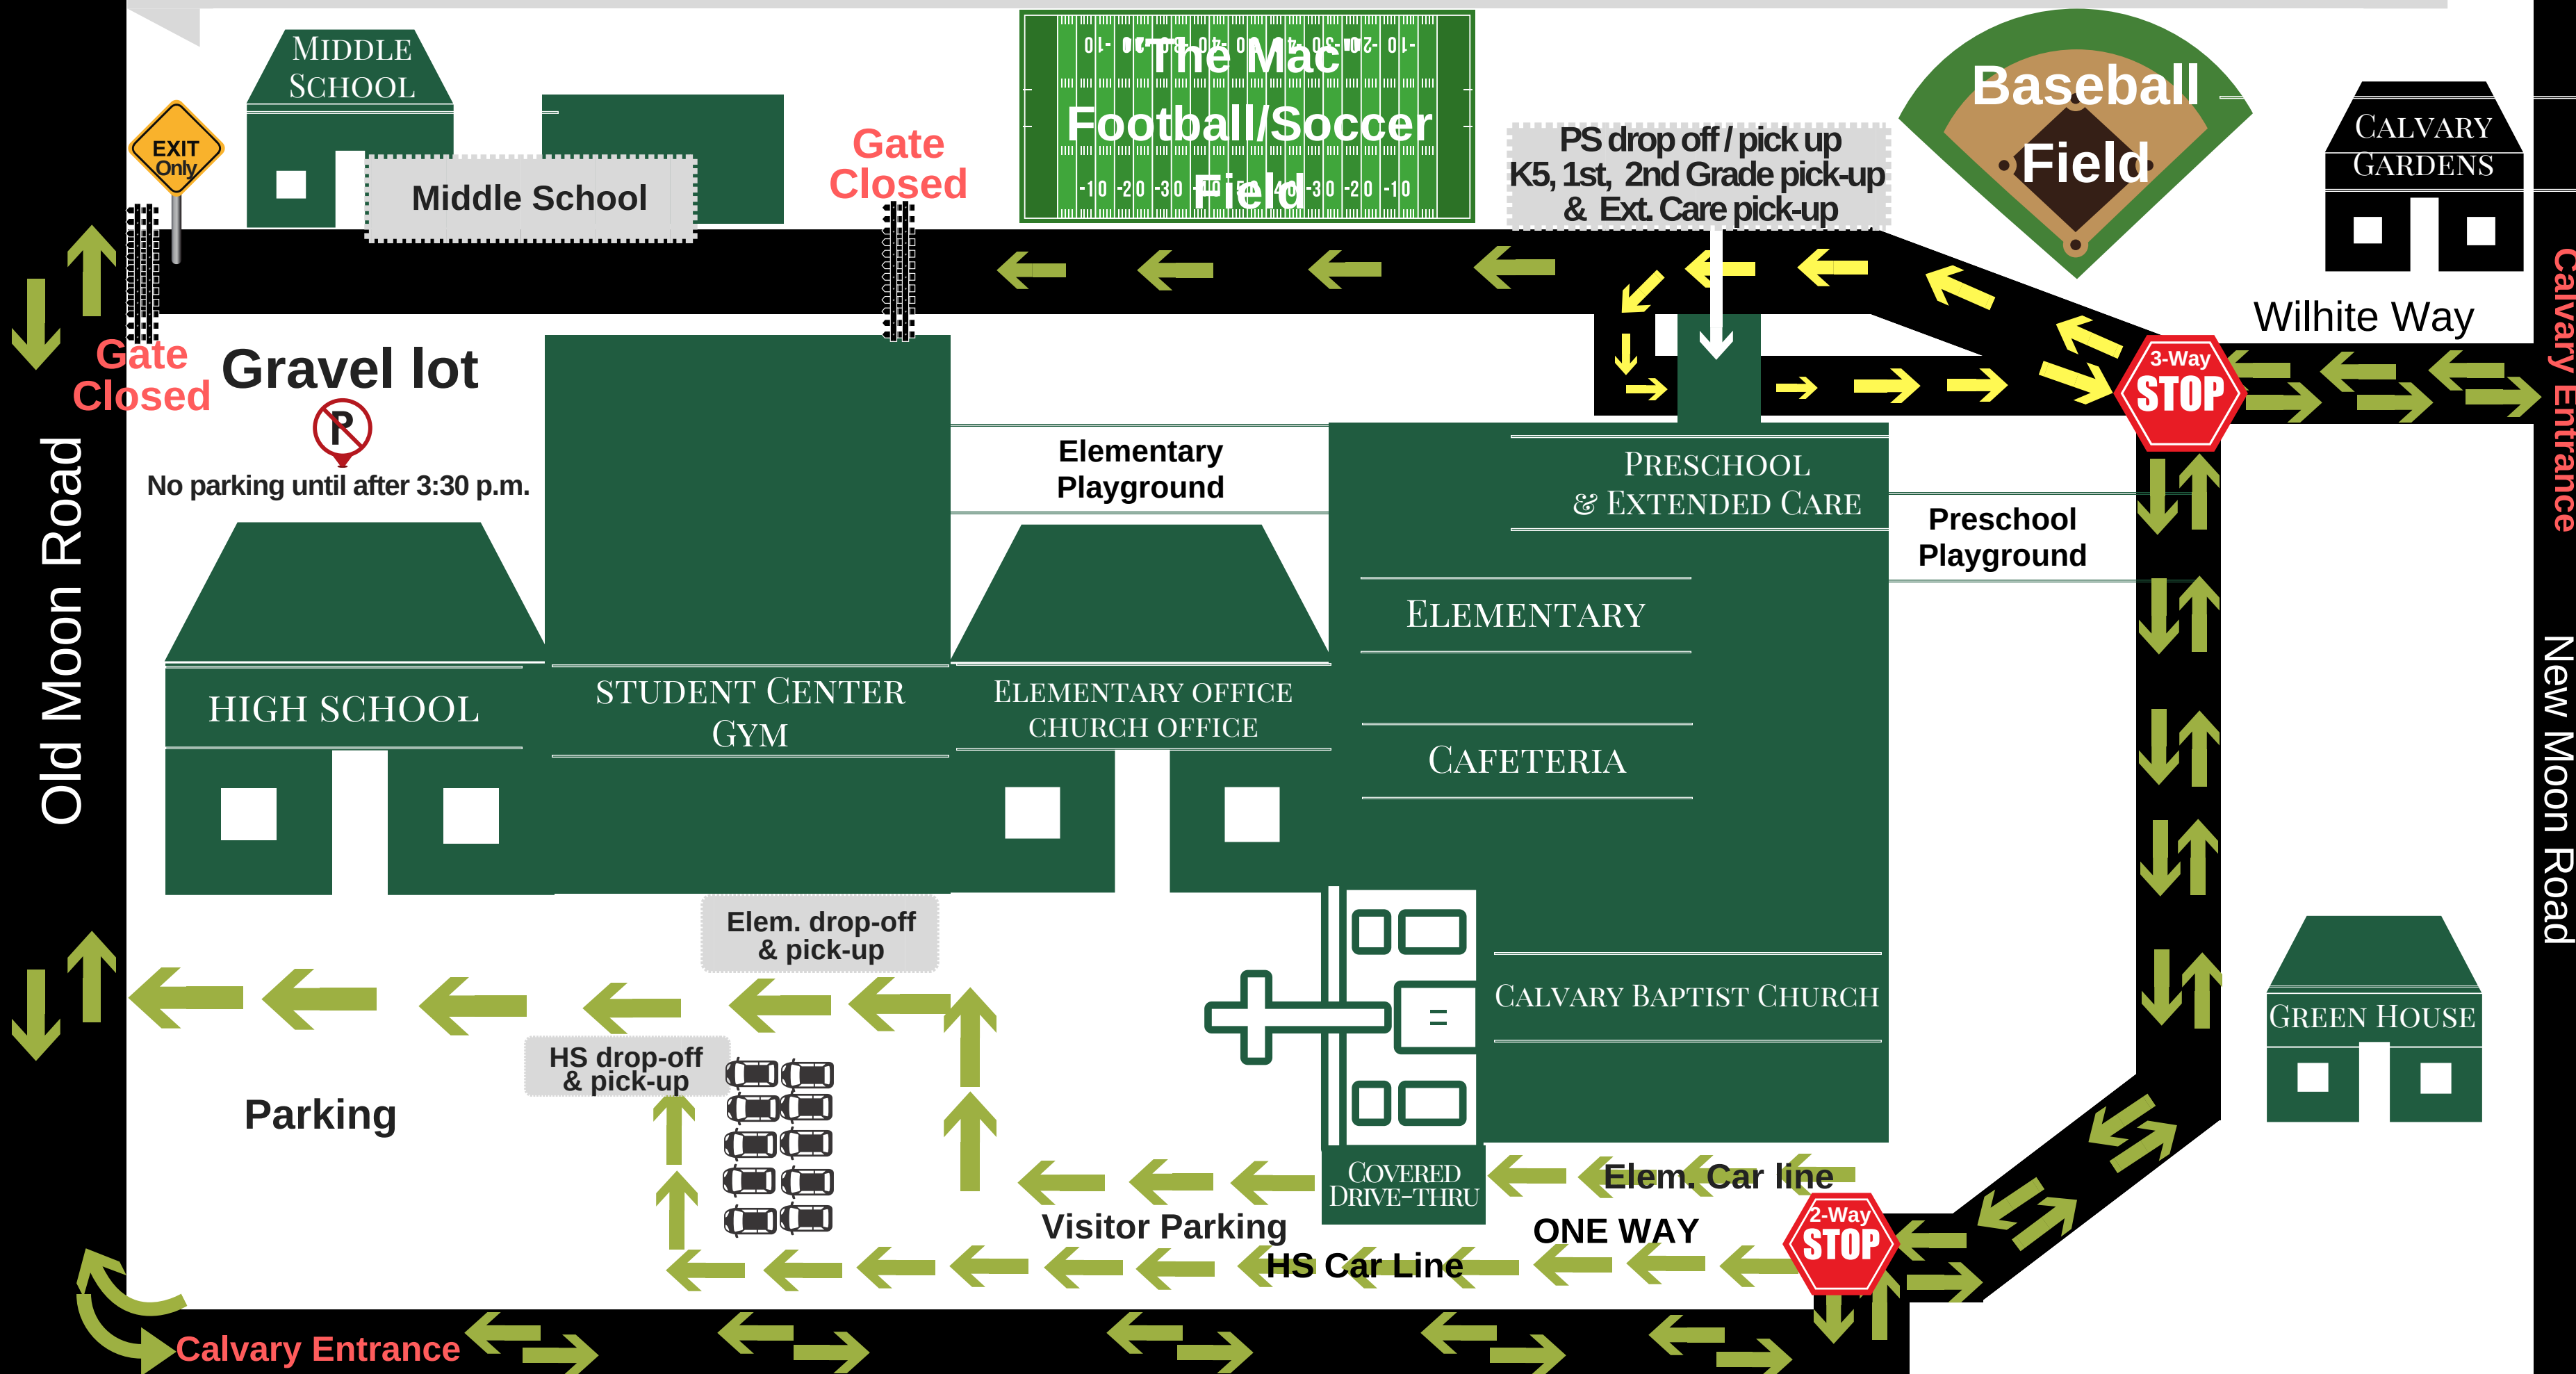 MIDDLE
SCHOOL
EXIT
Only
Middle School
Gate
Closed
"The Mac"
Football/Soccer
Field
PS drop off / pick up
K5, 1st, 2nd Grade pick-up
& Ext. Care pick-up
Baseball
Field
CALVARY
GARDENS
Wilhite Way
Calvary Entrance
3-Way
STOP
Gate
Closed
Gravel lot
P
No parking until after 3:30 p.m.
Old Moon Road
New Moon Road
Elementary
Playground
PRESCHOOL
& EXTENDED CARE
Preschool
Playground
ELEMENTARY
HIGH SCHOOL
STUDENT CENTER
GYM
ELEMENTARY OFFICE
CHURCH OFFICE
CAFETERIA
Elem. drop-off
& pick-up
CALVARY BAPTIST CHURCH
GREEN HOUSE
HS drop-off
& pick-up
Parking
COVERED
DRIVE-THRU
Elem. Car line
Visitor Parking
ONE WAY
2-Way
STOP
HS Car Line
Calvary Entrance